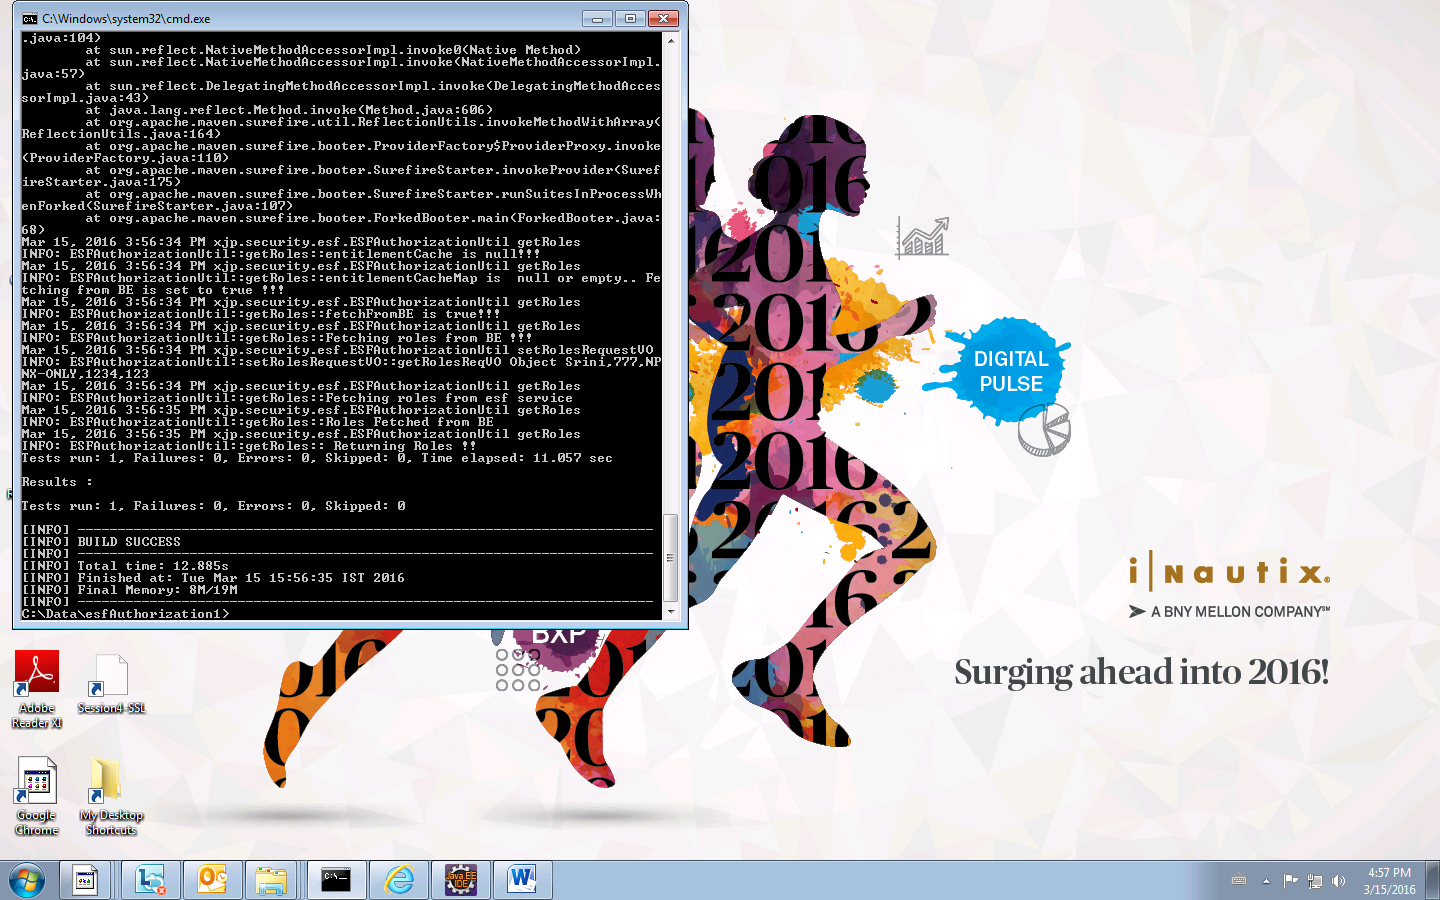 C:\Windows\system32\cmd.exe
.java:104)
at sun.reflect.NativeMethodAccessorImpl.invoke0(Native Method)
at sun.reflect.NativeMethodAccessorImpl.invoke(NativeMethodAccessorImpl.
java:57)
at sun.reflect.DelegatingMethodAccessorImpl.invoke(DelegatingMethodAcces
sorImpl.java:43)
at java.lang.reflect.Method.invoke(Method.java:606)
at org.apache.maven.surefire.util.ReflectionUtils.invokeMethodWithArray(
ReflectionUtils.java:164)
at org.apache.maven.surefire.booter.ProviderFactory$ProviderProxy.invoke
(ProviderFactory.java:110)
at org.apache.maven.surefire.booter.SurefireStarter.invokeProvider(Suref
ireStarter.java:175)
at org.apache.maven.surefire.booter.SurefireStarter.runSuitesInProcessWh
enForked(SurefireStarter.java:107)
at org.apache.maven.surefire.booter.ForkedBooter.main(ForkedBooter.java:
68)
Mar 15, 2016 3:56:34 PM xjp.security.esf.ESFAuthorizationUtil getRoles
INFO: ESFAuthorizationUtil::getRoles::entitlementCache is null!!!
Mar 15, 2016 3:56:34 PM xjp.security.esf.ESFAuthorizationUtil getRoles
INFO: ESFAuthorizationUtil::getRoles::entitlementCacheMap is  null or empty.. Fe
tching from BE is set to true !!!
Mar 15, 2016 3:56:34 PM xjp.security.esf.ESFAuthorizationUtil getRoles
INFO: ESFAuthorizationUtil::getRoles::fetchFromBE is true!!!
Mar 15, 2016 3:56:34 PM xjp.security.esf.ESFAuthorizationUtil getRoles
INFO: ESFAuthorizationUtil::getRoles::Fetching roles from BE !!!
Mar 15, 2016 3:56:34 PM xjp.security.esf.ESFAuthorizationUtil setRolesRequestVO
INFO: ESFAuthorizationUtil::setRolesRequestVO::getRolesReqVO Object Srini,777,NP
NX-ONLY,1234,123
Mar 15, 2016 3:56:34 PM xjp.security.esf.ESFAuthorizationUtil getRoles
INFO: ESFAuthorizationUtil::getRoles::Fetching roles from esf service
Mar 15, 2016 3:56:35 PM xjp.security.esf.ESFAuthorizationUtil getRoles
INFO: ESFAuthorizationUtil::getRoles::Roles Fetched from BE
Mar 15, 2016 3:56:35 PM xjp.security.esf.ESFAuthorizationUtil getRoles
INFO: ESFAuthorizationUtil::getRoles:: Returning Roles !!
Tests run: 1, Failures: 0, Errors: 0, Skipped: 0, Time elapsed: 11.057 sec
Results :
Tests run: 1, Failures: 0, Errors: 0, Skipped: 0
[INFO] ------------------------------------------------------------------------
[INFO] BUILD SUCCESS
[INFO] ------------------------------------------------------------------------
[INFO] Total time: 12.885s
[INFO] Finished at: Tue Mar 15 15:56:35 IST 2016
[INFO] Final Memory: 8M/19M
[INFO] ------------------------------------------------------------------------
C:\Data\esfAuthorization1>
2016
DIGITAL
PULSE
BXP
i|Nautix®
A BNY MELLON COMPANY℠
Surging ahead into 2016!
Adobe
Reader XI
Session4-SSL
Google
Chrome
My Desktop
Shortcuts
Java EE
IDE
4:57 PM
3/15/2016